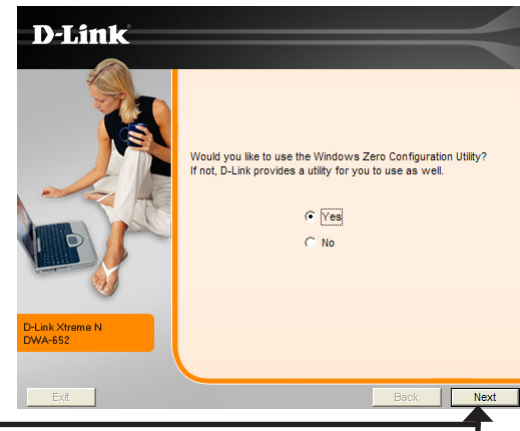 D-Link
Would you like to use the Windows Zero Configuration Utility?
If not, D-Link provides a utility for you to use as well.
Yes
No
D-Link Xtreme N
DWA-652
Exit
Back
Next